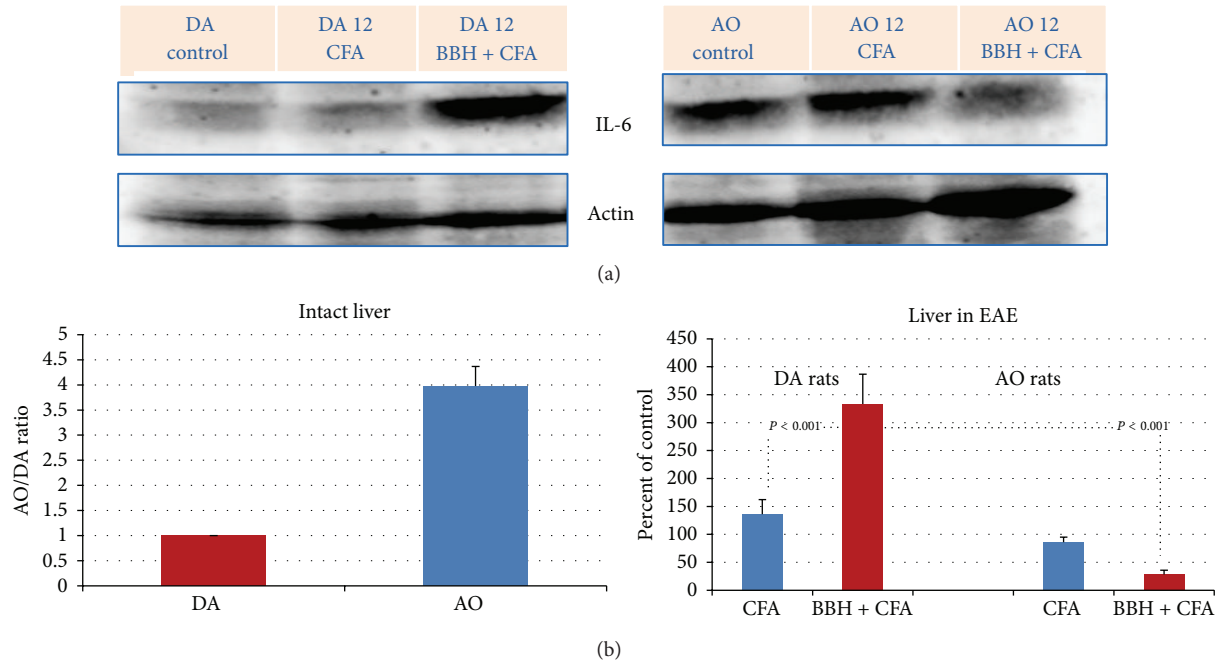 DA
control
DA 12
CFA
DA 12
BBH + CFA
AO
control
AO 12
CFA
AO 12
BBH + CFA
IL-6
Actin
(a)
Intact liver
AO/DA ratio
5
4.5
4
3.5
3
2.5
2
1.5
1
0.5
0
DA
AO
Liver in EAE
Percent of control
450
400
350
300
250
200
150
100
50
0
DA rats
AO rats
P < 0.001
P < 0.001
CFA
BBH + CFA
CFA
BBH + CFA
(b)